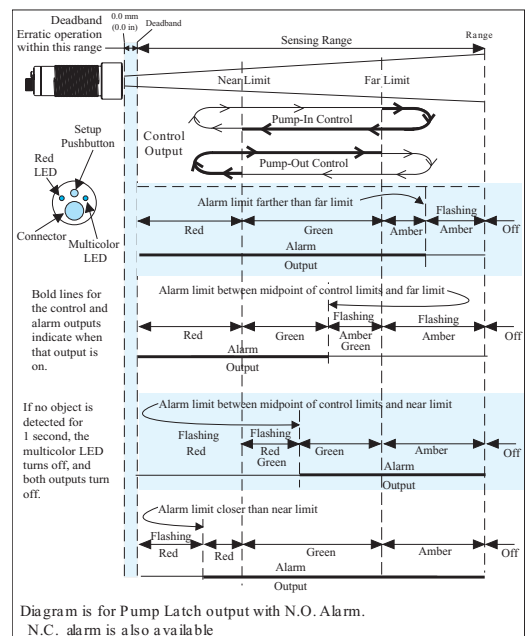 Deadband
Erratic operation
within this range
0.0 mm
(0.0 in)
Deadband
Sensing Range
Range
Near Limit
Far Limit
Control
Output
Pump-In Control
Pump-Out Control
Setup
Pushbutton
Red
LED
Connector
Multicolor
LED
Alarm limit farther than far limit
Red
Green
Amber
Flashing
Amber
Off
Alarm
Output
Bold lines for
the control and
alarm outputs
indicate when
that output is
on.
Alarm limit between midpoint of control limits and far limit
Red
Green
Flashing
Amber
Green
Flashing
Amber
Off
Alarm
Output
If no object is
detected for
1 second, the
multicolor LED
turns off, and
both outputs turn
off.
Alarm limit between midpoint of control limits and near limit
Flashing
Red
Flashing
Red
Green
Green
Amber
Off
Alarm
Output
Alarm limit closer than near limit
Flashing
Red
Red
Green
Amber
Off
Alarm
Output
Diagram is for Pump Latch output with N.O. Alarm.
N.C. alarm is also available